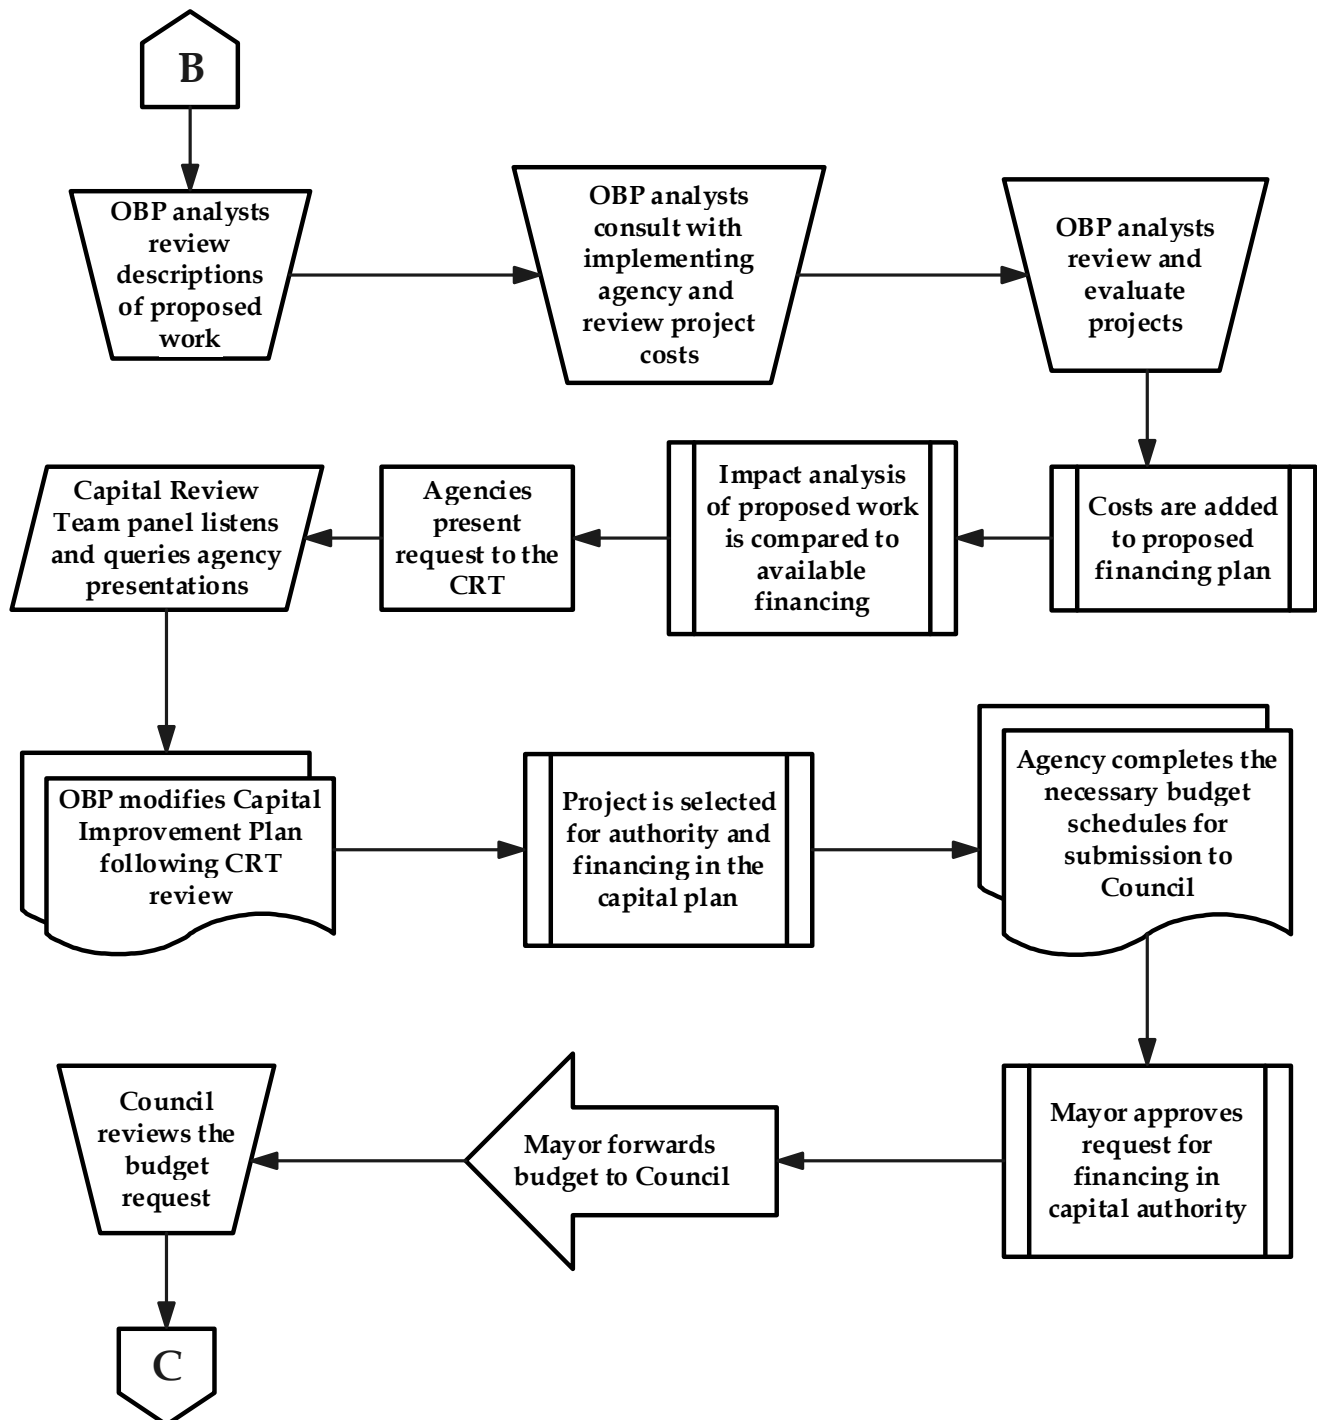 B
OBP analysts
review
descriptions
of proposed
work
OBP analysts
consult with
implementing
agency and
review project
costs
OBP analysts
review and
evaluate
projects
Costs are added
to proposed
financing plan
Impact analysis
of proposed work
is compared to
available
financing
Agencies
present
request to the
CRT
Capital Review
Team panel listens
and queries agency
presentations
OBP modifies Capital
Improvement Plan
following CRT
review
Project is selected
for authority and
financing in the
capital plan
Agency completes the
necessary budget
schedules for
submission to
Council
Mayor approves
request for
financing in
capital authority
Mayor forwards
budget to Council
Council
reviews the
budget
request
C